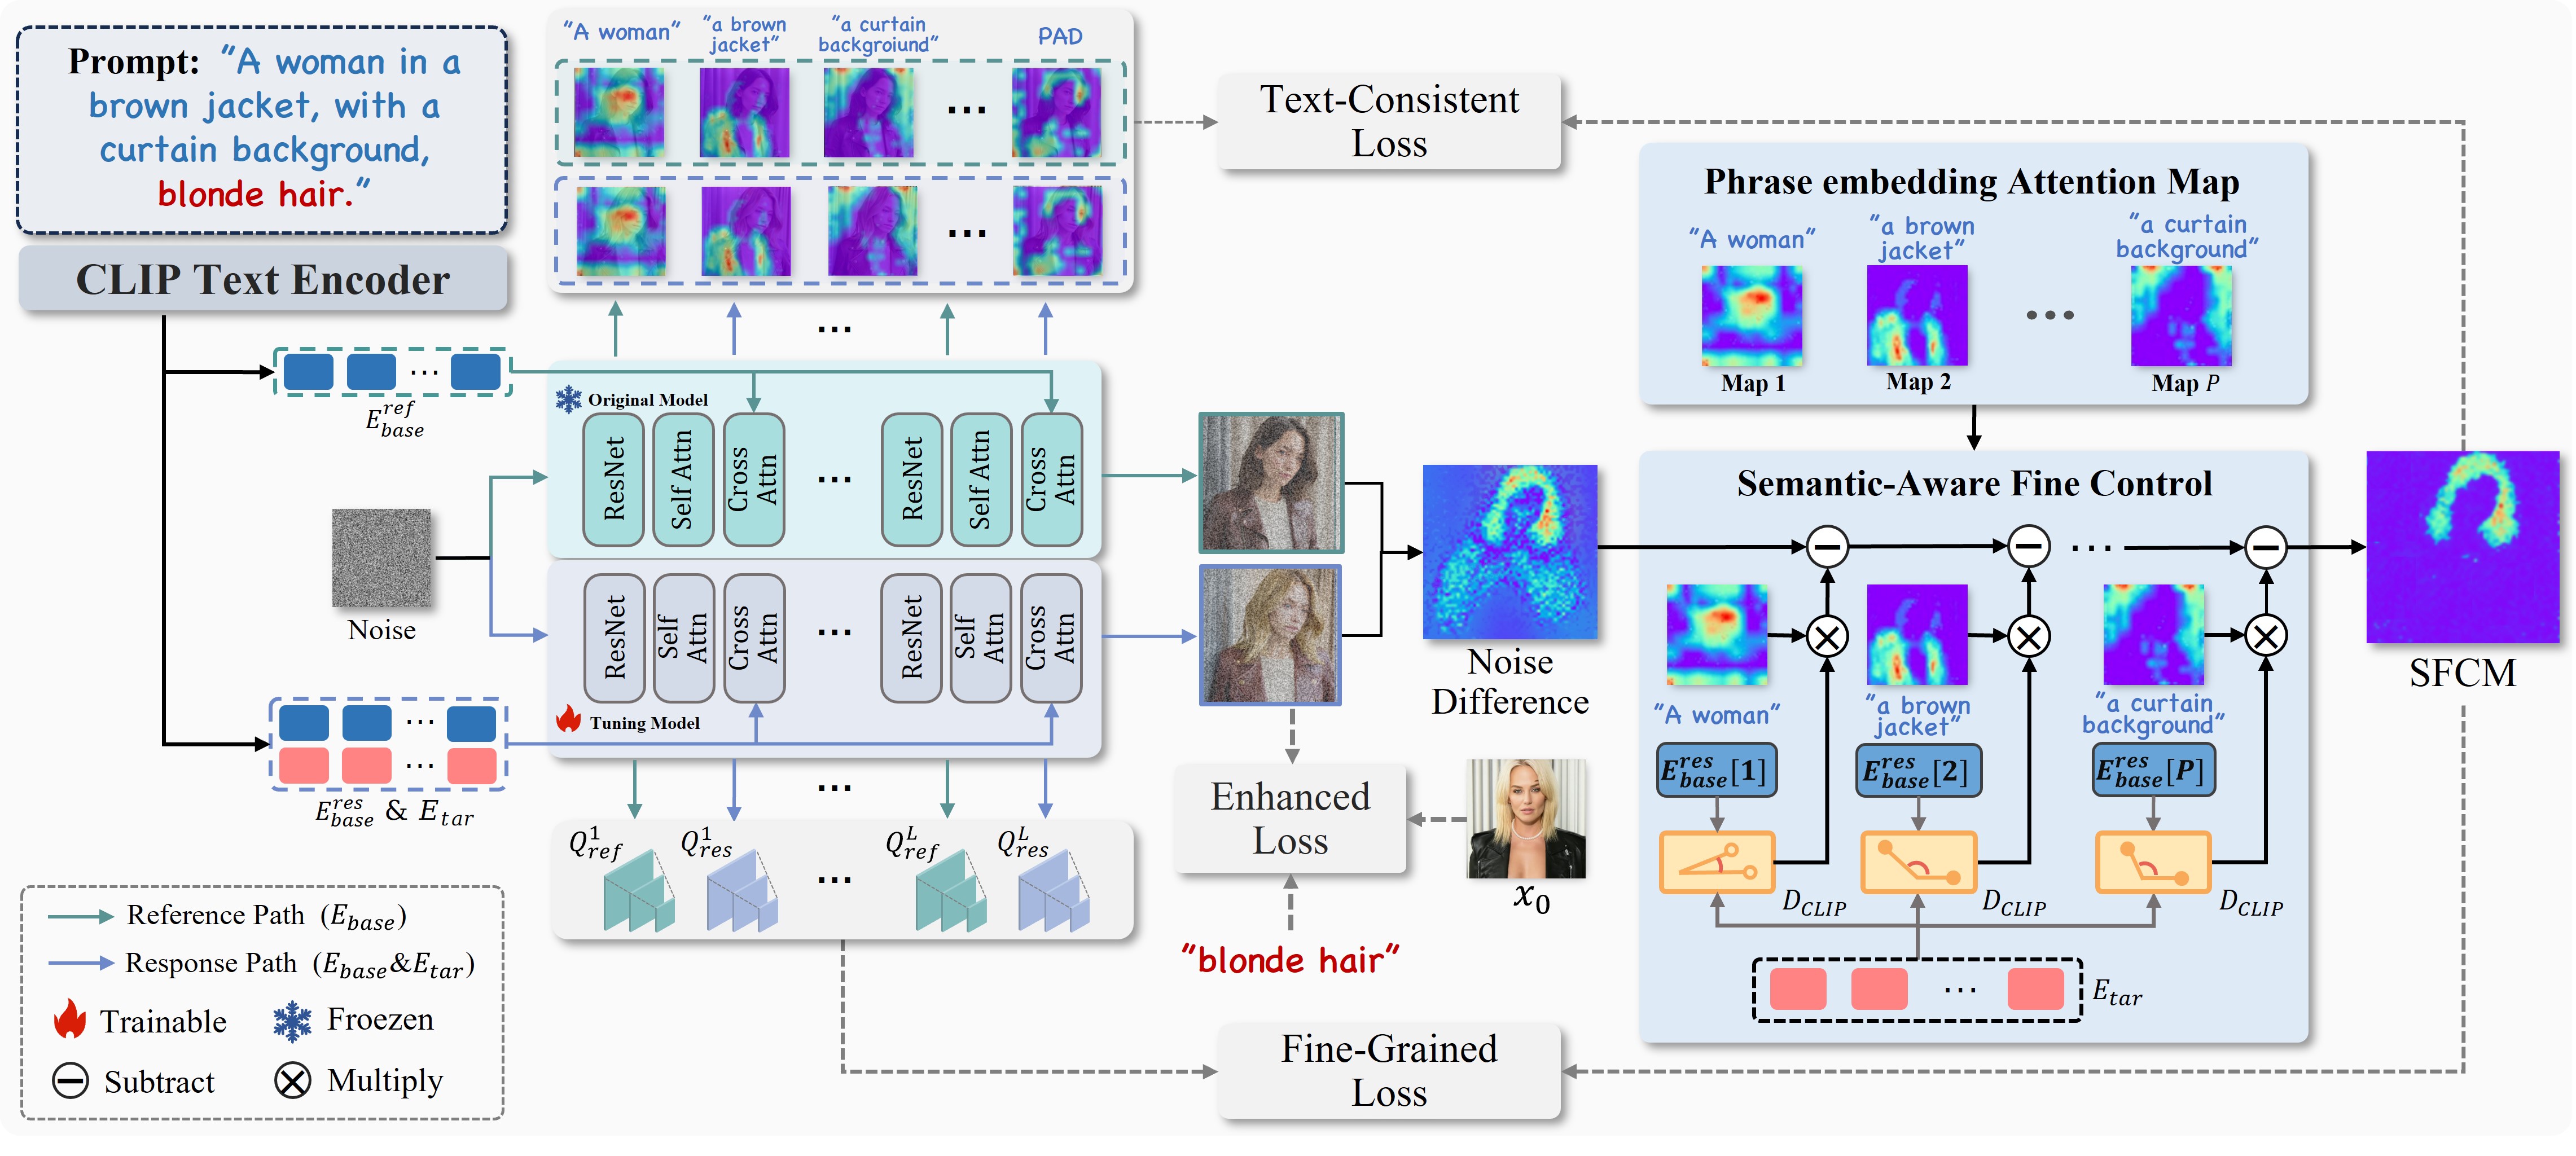 Prompt: "A woman in a
brown jacket, with a
curtain background,
blonde hair."
CLIP Text Encoder
"A woman"
"a brown
jacket"
"a curtain
backgroiund"
PAD
...
...
...
Text-Consistent
Loss
Phrase embedding Attention Map
"A woman"
"a brown
jacket"
"a curtain
background"
...
Map 1
Map 2
Map P
E_{base}^{ref}
...
Original Model
ResNet
Self Attn
Cross
Attn
...
ResNet
Self Attn
Cross
Attn
Noise
ResNet
Self
Attn
Cross
Attn
...
ResNet
Self
Attn
Cross
Attn
Tuning Model
...
...
E_{base}^{res} & E_{tar}
...
Q_{ref}^{1}
Q_{res}^{1}
...
Q_{ref}^{L}
Q_{res}^{L}
Noise
Difference
Enhanced
Loss
x_0
"blonde hair"
Fine-Grained
Loss
Semantic-Aware Fine Control
...
"A woman"
"a brown
jacket"
"a curtain
background"
E_{base}^{res}[1]
E_{base}^{res}[2]
E_{base}^{res}[P]
D_{CLIP}
D_{CLIP}
D_{CLIP}
...
E_{tar}
SFCM
Reference Path (E_{base})
Response Path (E_{base}&E_{tar})
Trainable
Froezen
Subtract
Multiply